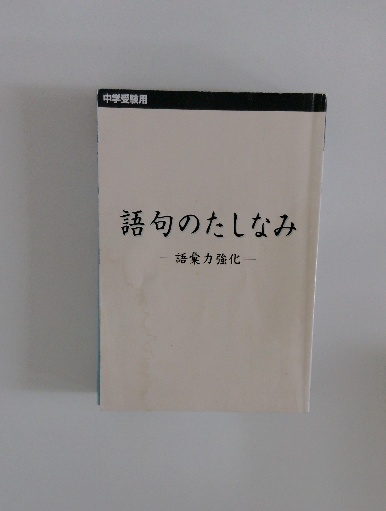 中学受験用
語句のたしなみ
—語彙力強化—